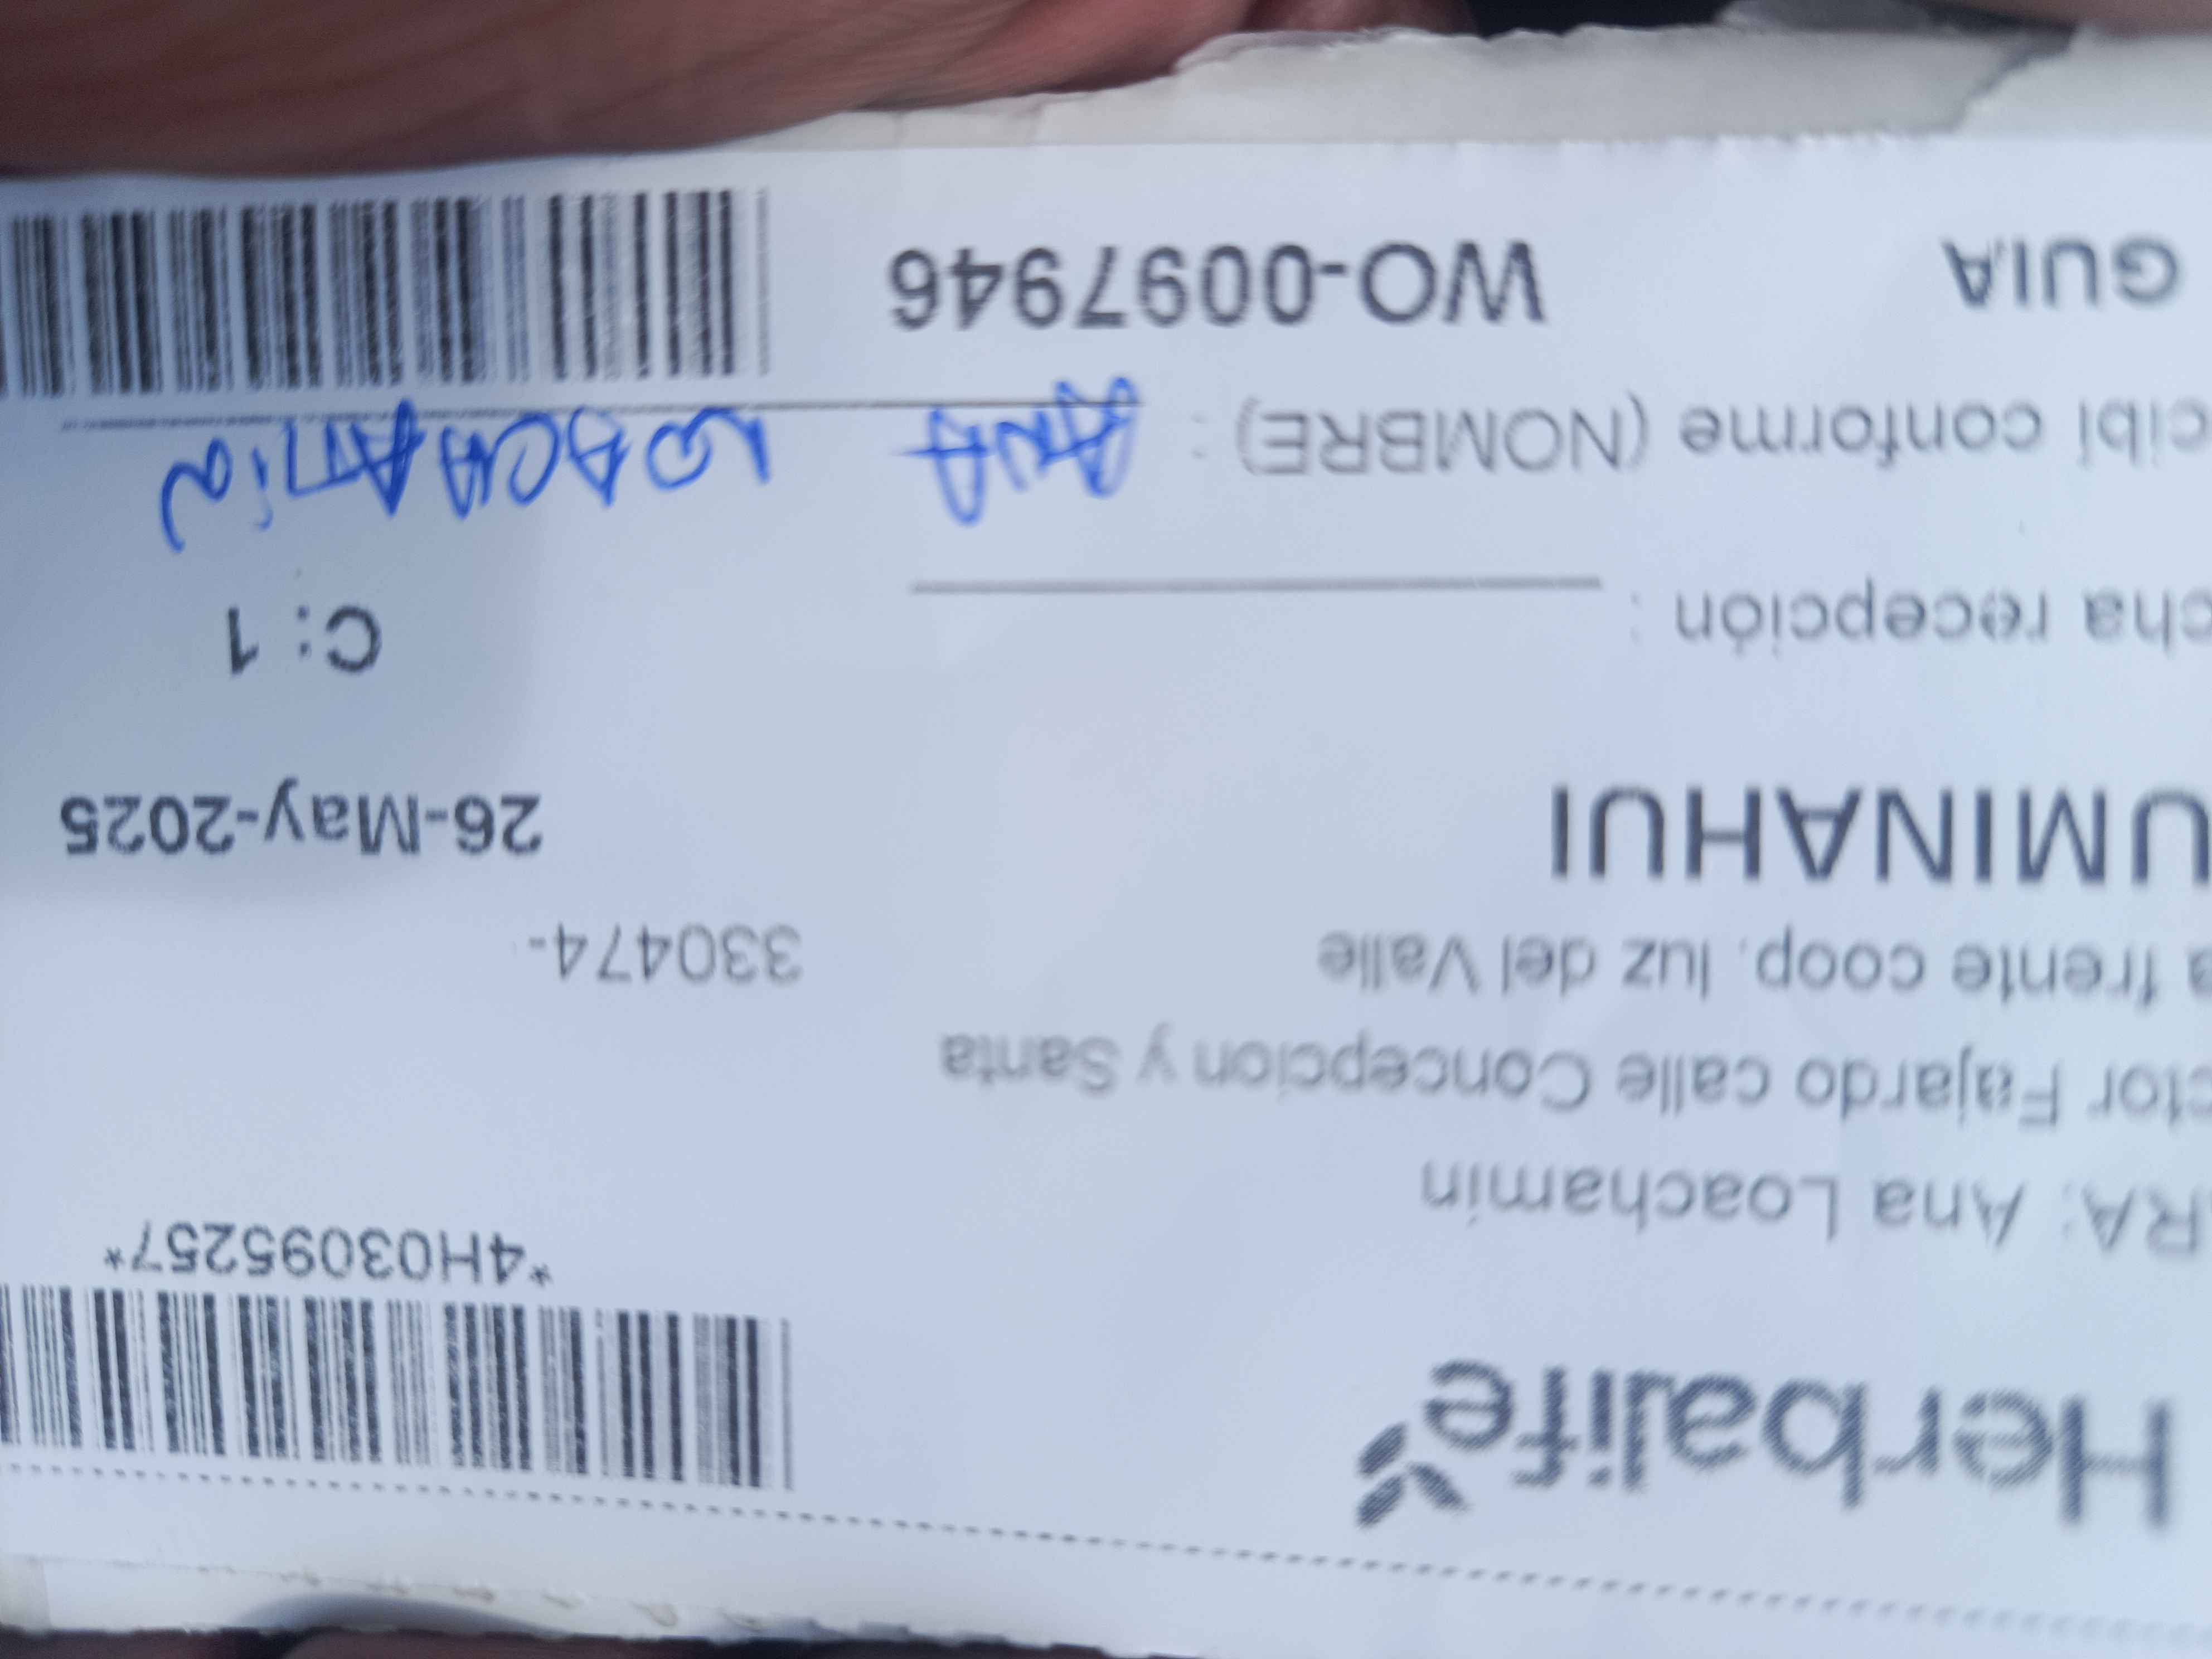 Herbalife
*4H03095257*
RA: Ana Loachamin
ctor Fajardo calle Concepcion y Santa
a frente coop. luz del Valle
330474-
UMINAHUI
26-May-2025
C: 1
cha recepción :
cibí conforme (NOMBRE) : ANA LOACHAMIN
GUIA WO-0097946